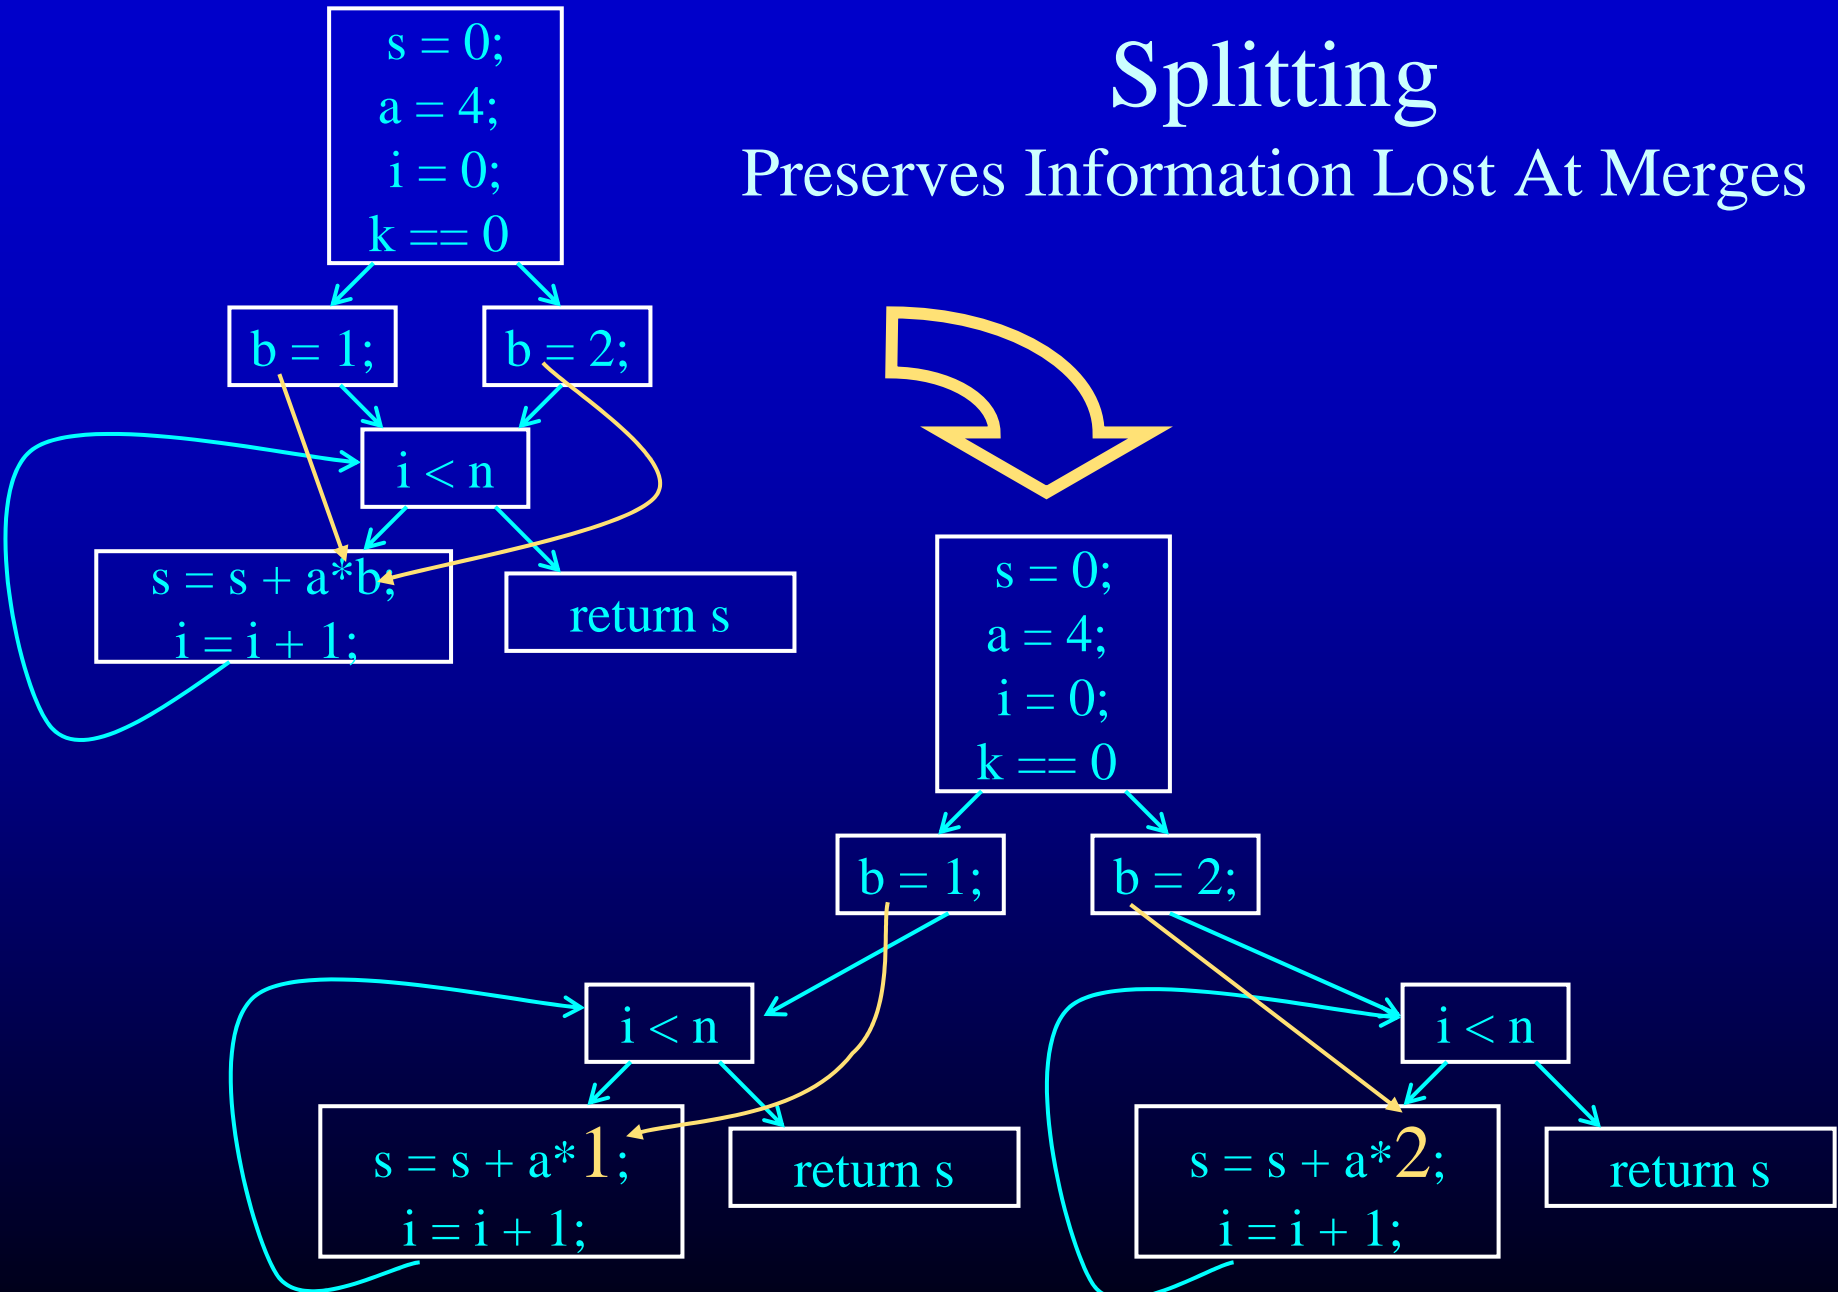 Splitting
Preserves Information Lost At Merges
s = 0;
a = 4;
i = 0;
k == 0
b = 1;
b = 2;
i < n
s = s + a*b;
i = i + 1;
return s
s = 0;
a = 4;
i = 0;
k == 0
b = 1;
b = 2;
i < n
s = s + a*1;
i = i + 1;
return s
i < n
s = s + a*2;
i = i + 1;
return s